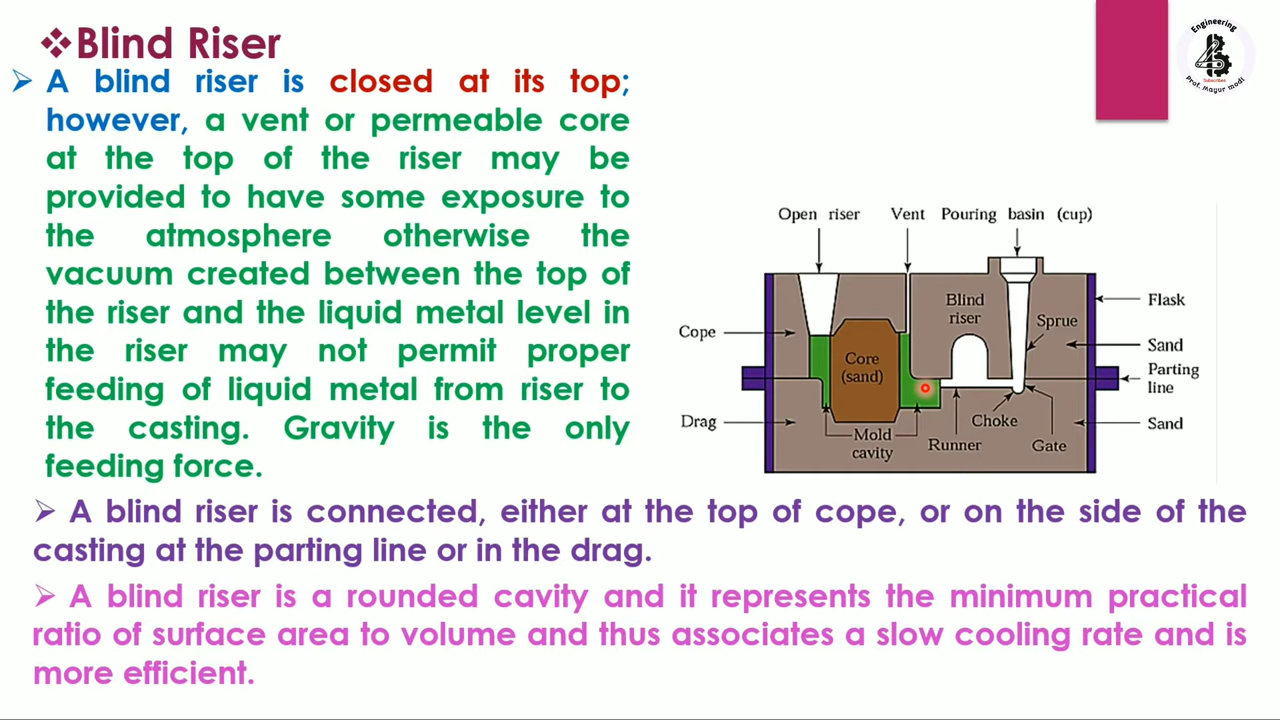 ❖Blind Riser
➢ A blind riser is closed at its top;
however, a vent or permeable core
at the top of the riser may be
provided to have some exposure to
the atmosphere otherwise the
vacuum created between the top of
the riser and the liquid metal level in
the riser may not permit proper
feeding of liquid metal from riser to
the casting. Gravity is the only
feeding force.
➢ A blind riser is connected, either at the top of cope, or on the side of the
casting at the parting line or in the drag.
➢ A blind riser is a rounded cavity and it represents the minimum practical
ratio of surface area to volume and thus associates a slow cooling rate and is
more efficient.
Engineering
Subscribes
Prof. Mayur modi
Open riser
Vent
Pouring basin (cup)
Flask
Blind
riser
Sprue
Cope
Core
(sand)
Sand
Parting
line
Drag
Mold
cavity
Choke
Runner
Gate
Sand